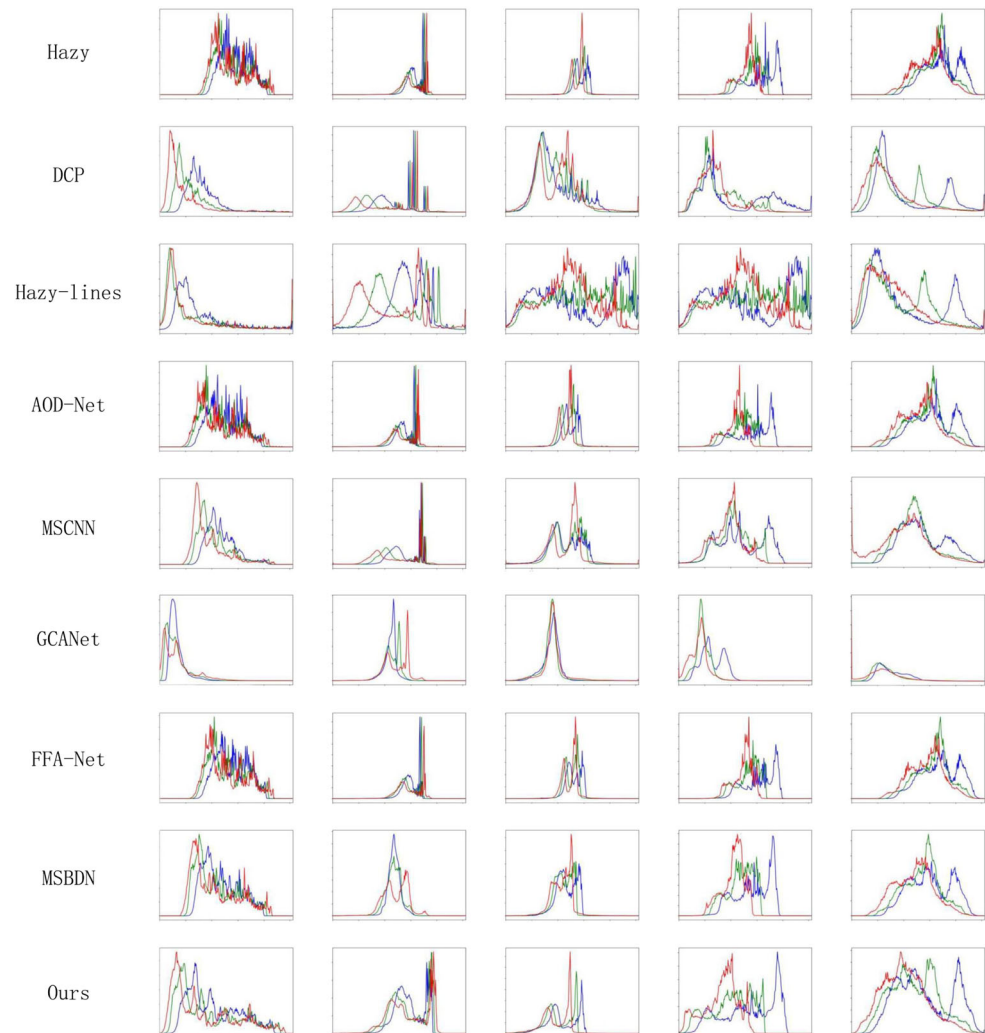 Hazy
DCP
Hazy-lines
AOD-Net
MSCNN
GCANet
FFA-Net
MSBDN
Ours